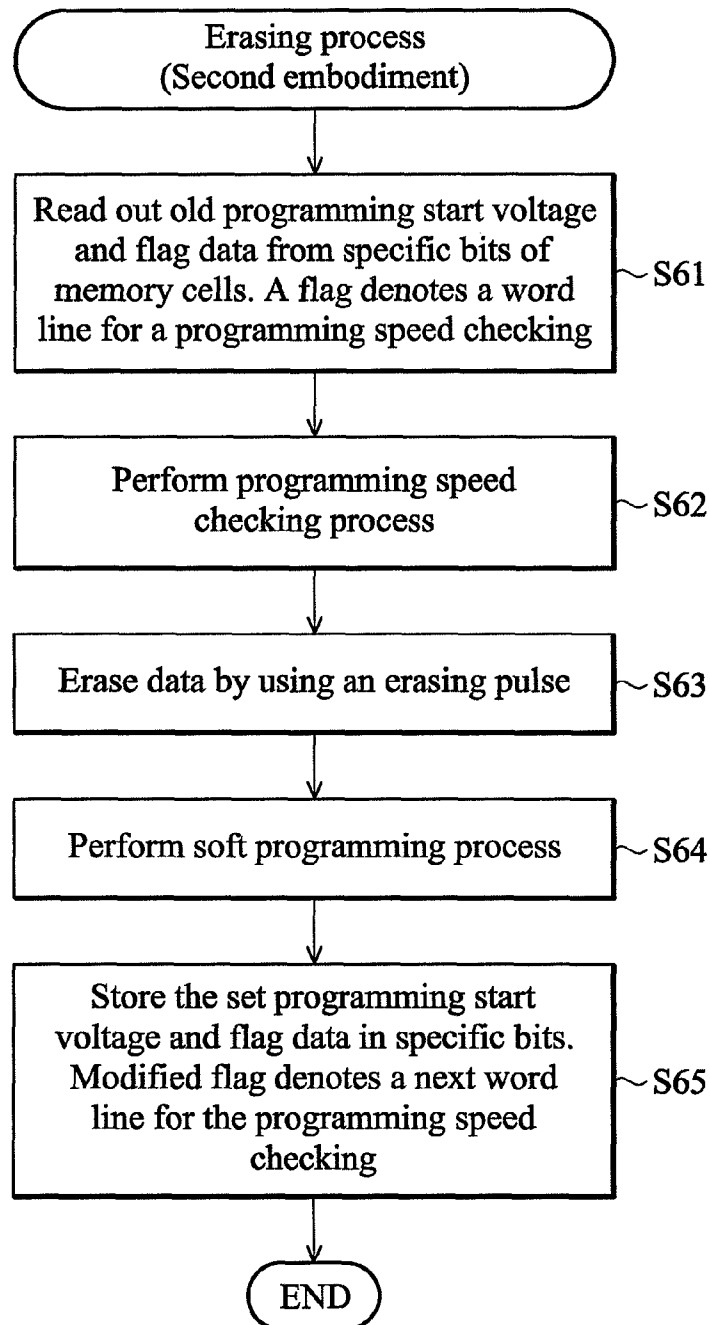 Erasing process
(Second embodiment)
Read out old programming start voltage
and flag data from specific bits of
memory cells. A flag denotes a word
line for a programming speed checking
S61
Perform programming speed
checking process
S62
Erase data by using an erasing pulse
S63
Perform soft programming process
S64
Store the set programming start
voltage and flag data in specific bits.
Modified flag denotes a next word
line for the programming speed
checking
S65
END